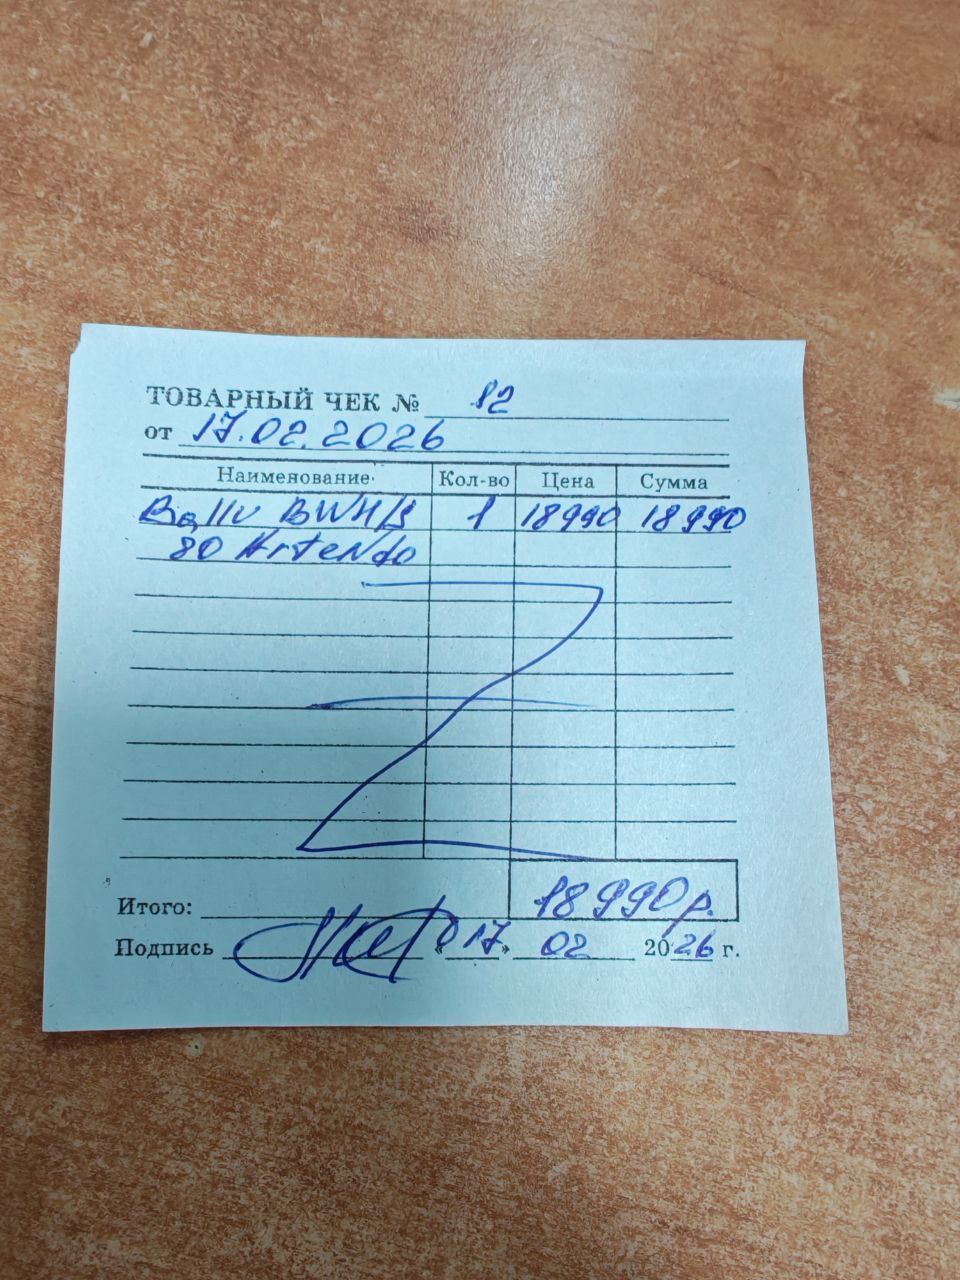 ТОВАРНЫЙ ЧЕК № 12
от 17.02.2026
Наименование Кол-во Цена Сумма
Ballu BWH/S 1 18990 18990
80 Artendo
Итого: 18990р.
Подпись «17» 02 2026 г.